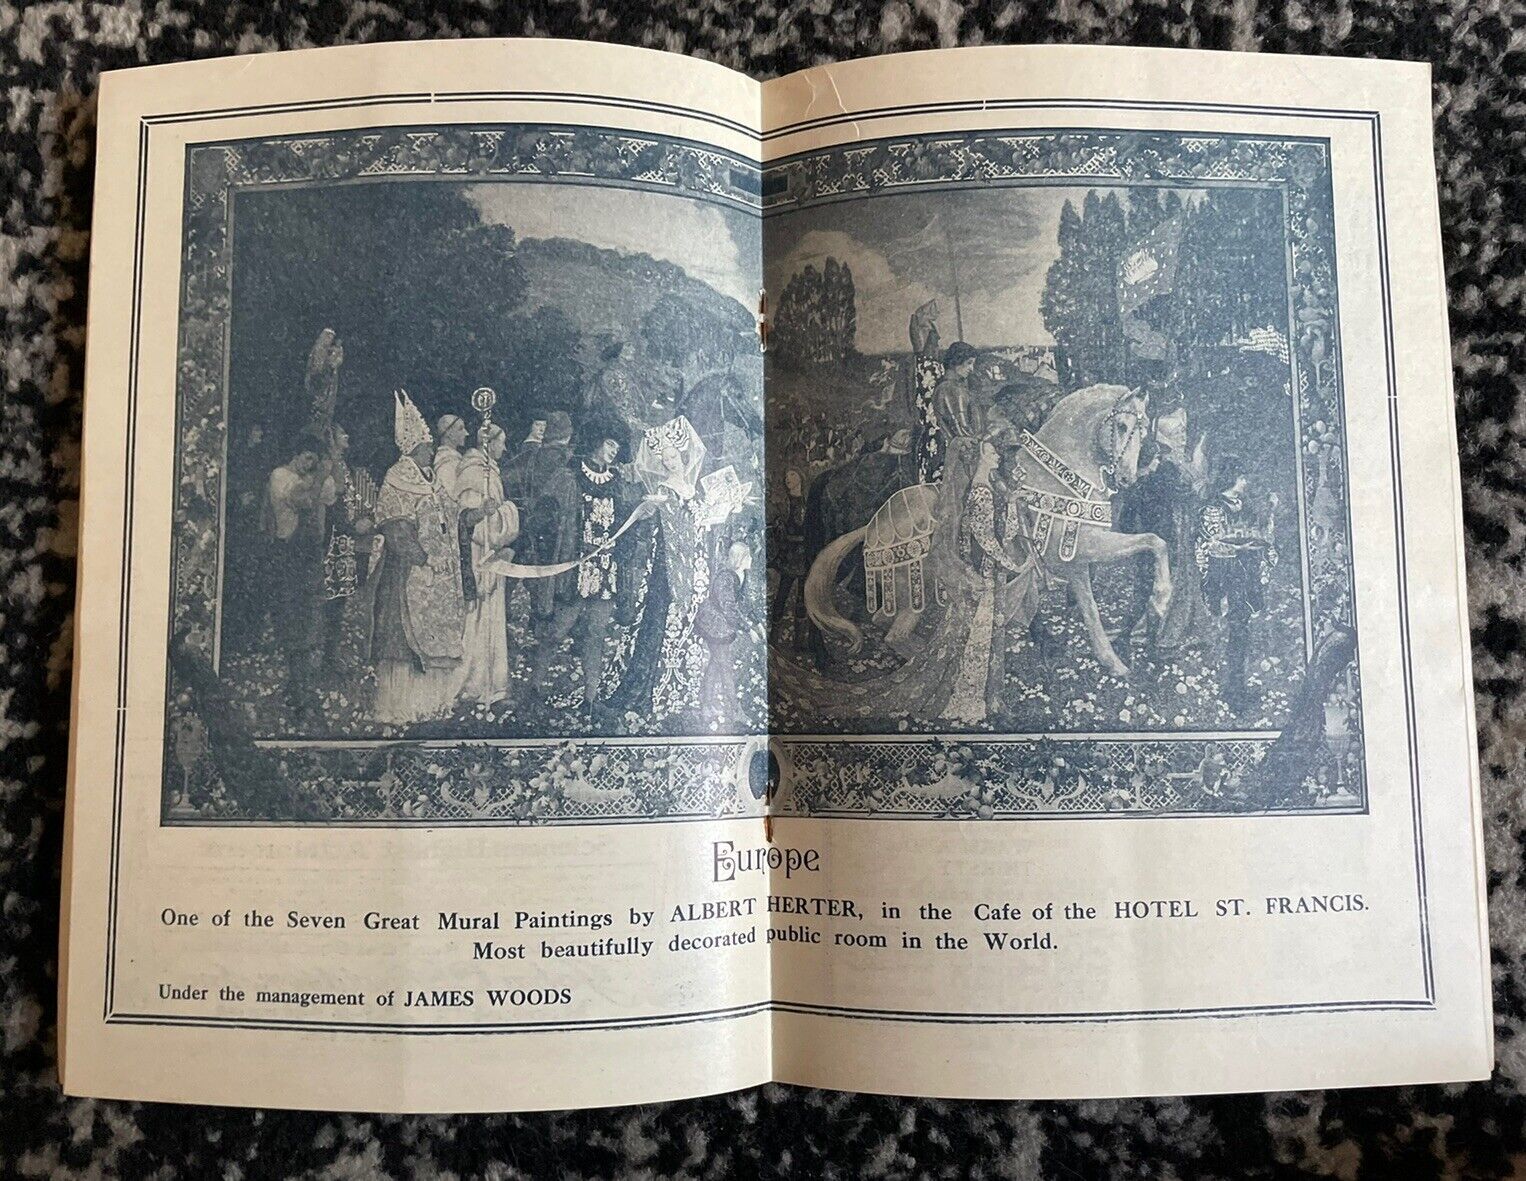 Europe
One of the Seven Great Mural Paintings by ALBERT HERTER, in the Cafe of the HOTEL ST. FRANCIS.
Most beautifully decorated public room in the World.
Under the management of JAMES WOODS